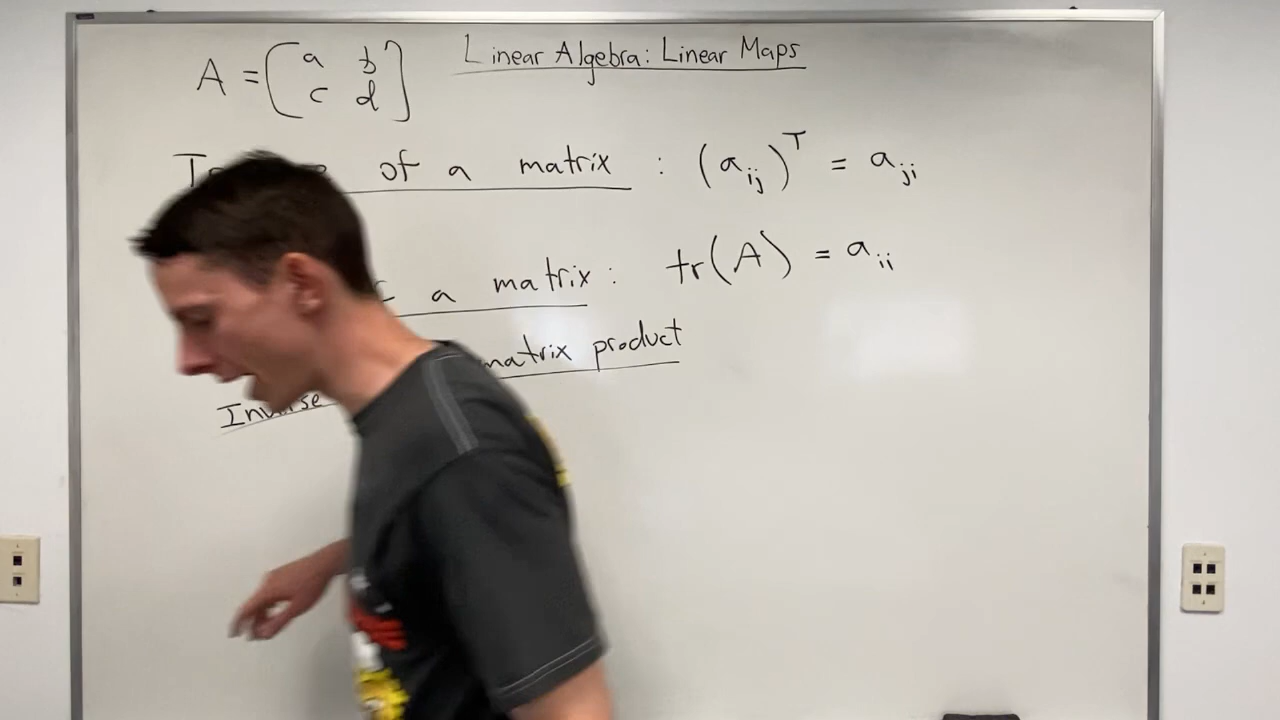 Linear Algebra: Linear Maps
A = [a b
c d]
of a matrix : (a_ij)^T = a_ji
a matrix : tr(A) = a_ii
matrix product
Inverse